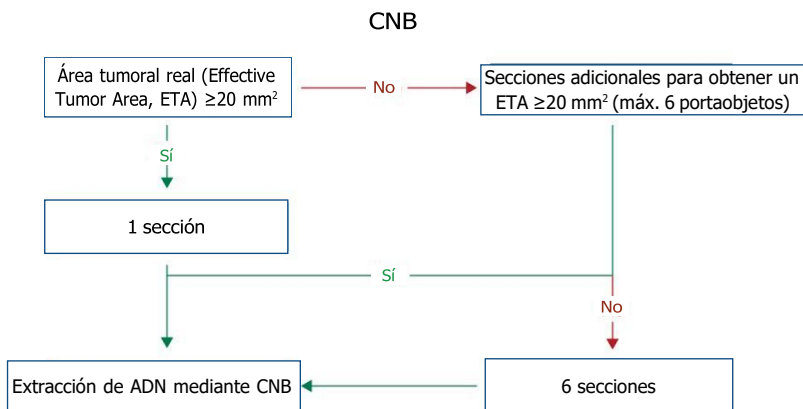 CNB
Área tumoral real (Effective
Tumor Area, ETA) ≥20 mm²
No
Secciones adicionales para obtener un
ETA ≥20 mm² (máx. 6 portaobjetos)
Sí
1 sección
Sí
No
Extracción de ADN mediante CNB
6 secciones